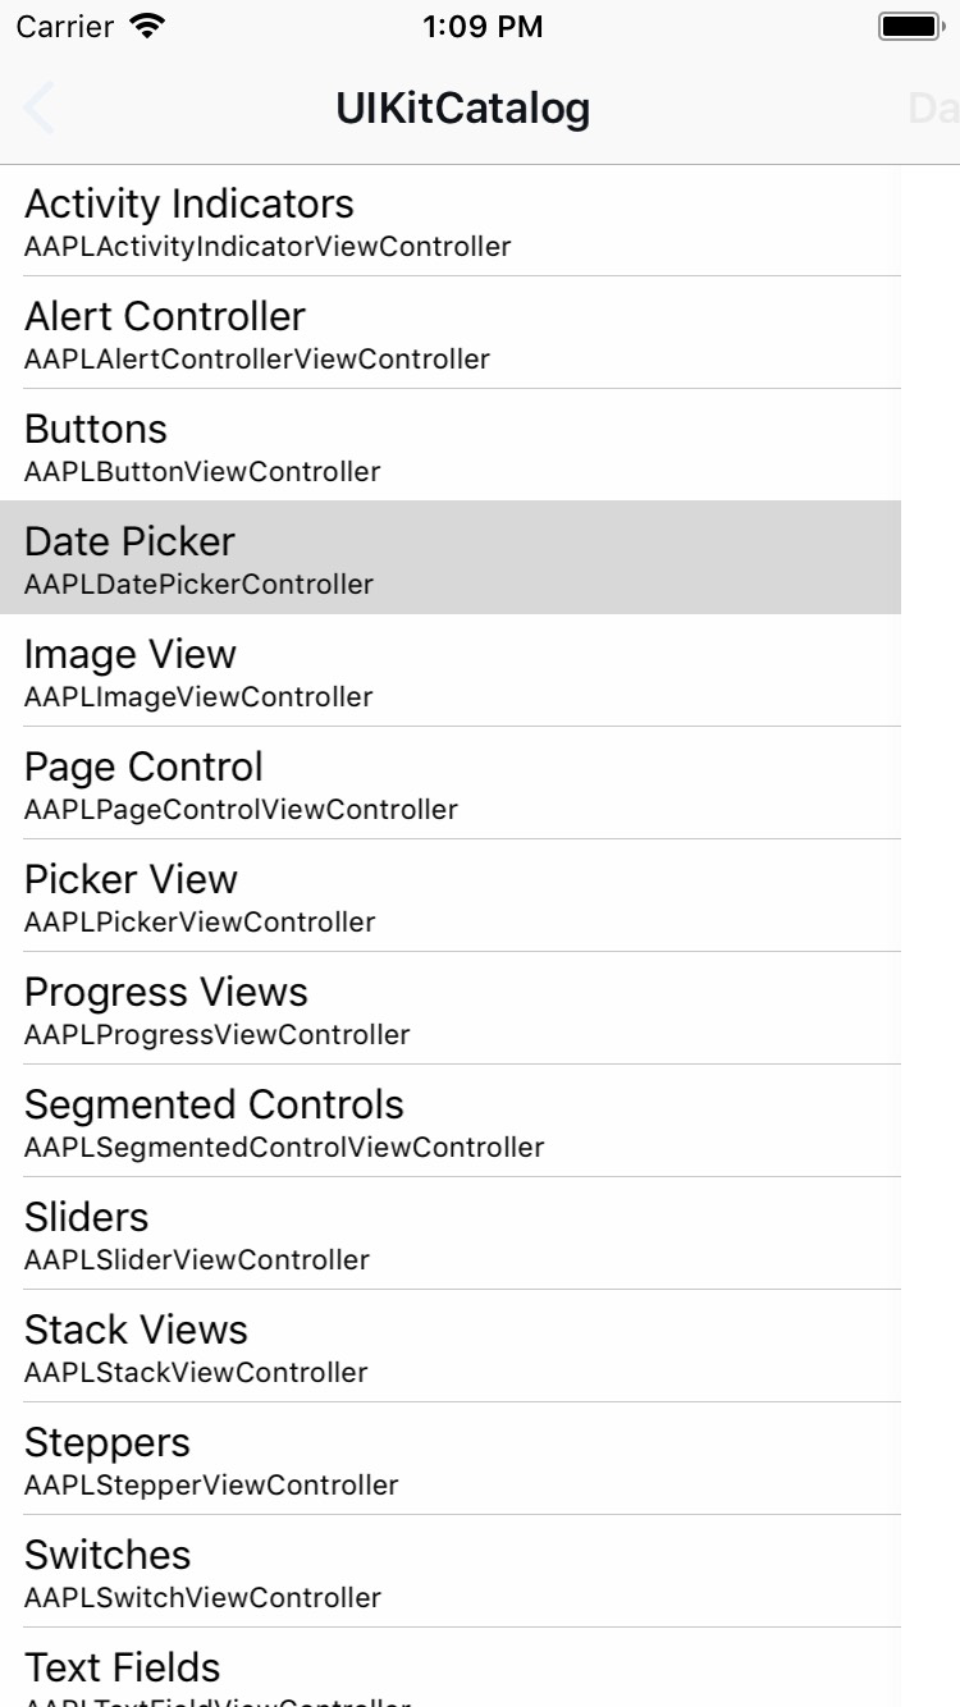 Carrier 1:09 PM
UIKitCatalog Da
Activity Indicators
AAPLActivityIndicatorViewController
Alert Controller
AAPLAlertControllerViewController
Buttons
AAPLButtonViewController
Date Picker
AAPLDatePickerController
Image View
AAPLImageViewController
Page Control
AAPLPageControlViewController
Picker View
AAPLPickerViewController
Progress Views
AAPLProgressViewController
Segmented Controls
AAPLSegmentedControlViewController
Sliders
AAPLSliderViewController
Stack Views
AAPLStackViewController
Steppers
AAPLStepperViewController
Switches
AAPLSwitchViewController
Text Fields
AAPLTextFieldViewController